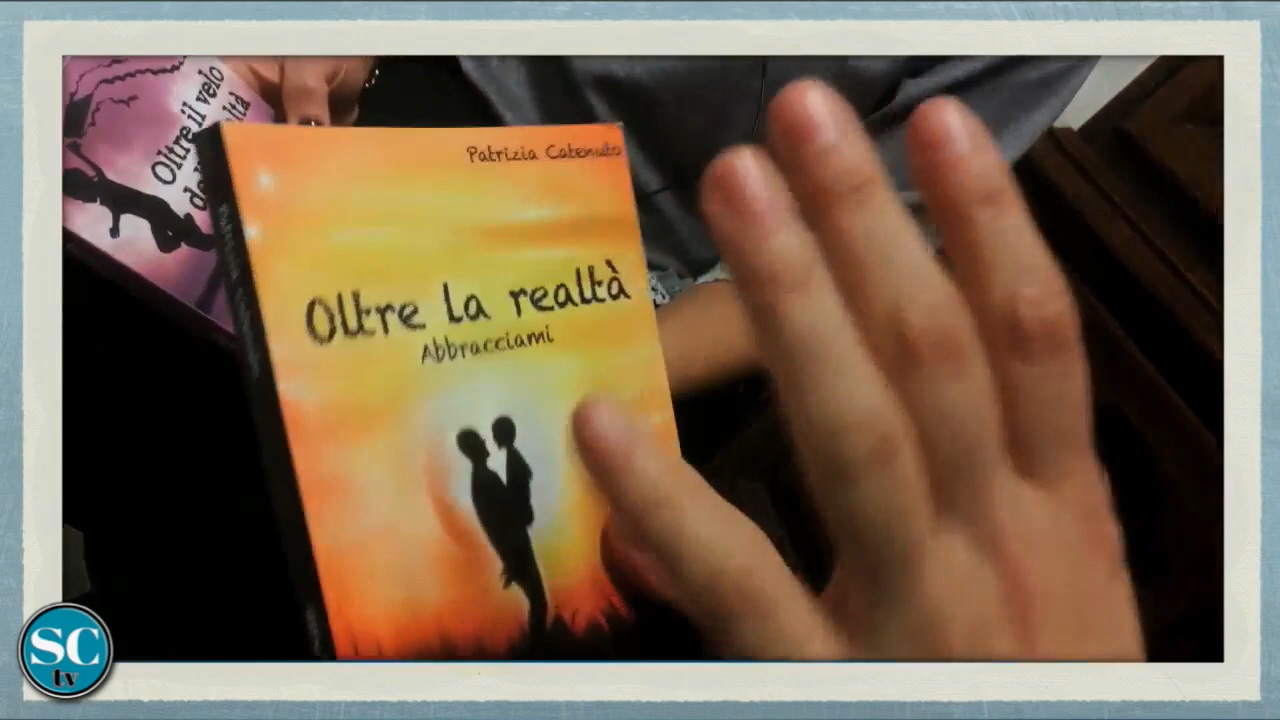 Oltre il velo
Patrizia Catenuto
Oltre la realtà
Abbracciami
SC
tv